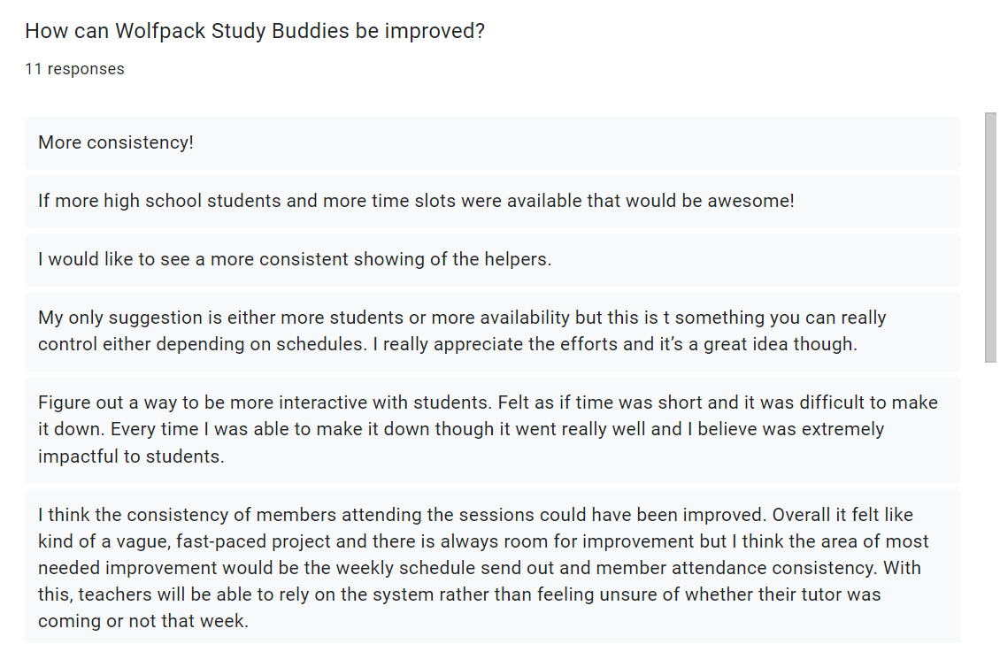 How can Wolfpack Study Buddies be improved?
11 responses
More consistency!
If more high school students and more time slots were available that would be awesome!
I would like to see a more consistent showing of the helpers.
My only suggestion is either more students or more availability but this is t something you can really
control either depending on schedules. I really appreciate the efforts and it’s a great idea though.
Figure out a way to be more interactive with students. Felt as if time was short and it was difficult to make
it down. Every time I was able to make it down though it went really well and I believe was extremely
impactful to students.
I think the consistency of members attending the sessions could have been improved. Overall it felt like
kind of a vague, fast-paced project and there is always room for improvement but I think the area of most
needed improvement would be the weekly schedule send out and member attendance consistency. With
this, teachers will be able to rely on the system rather than feeling unsure of whether their tutor was
coming or not that week.